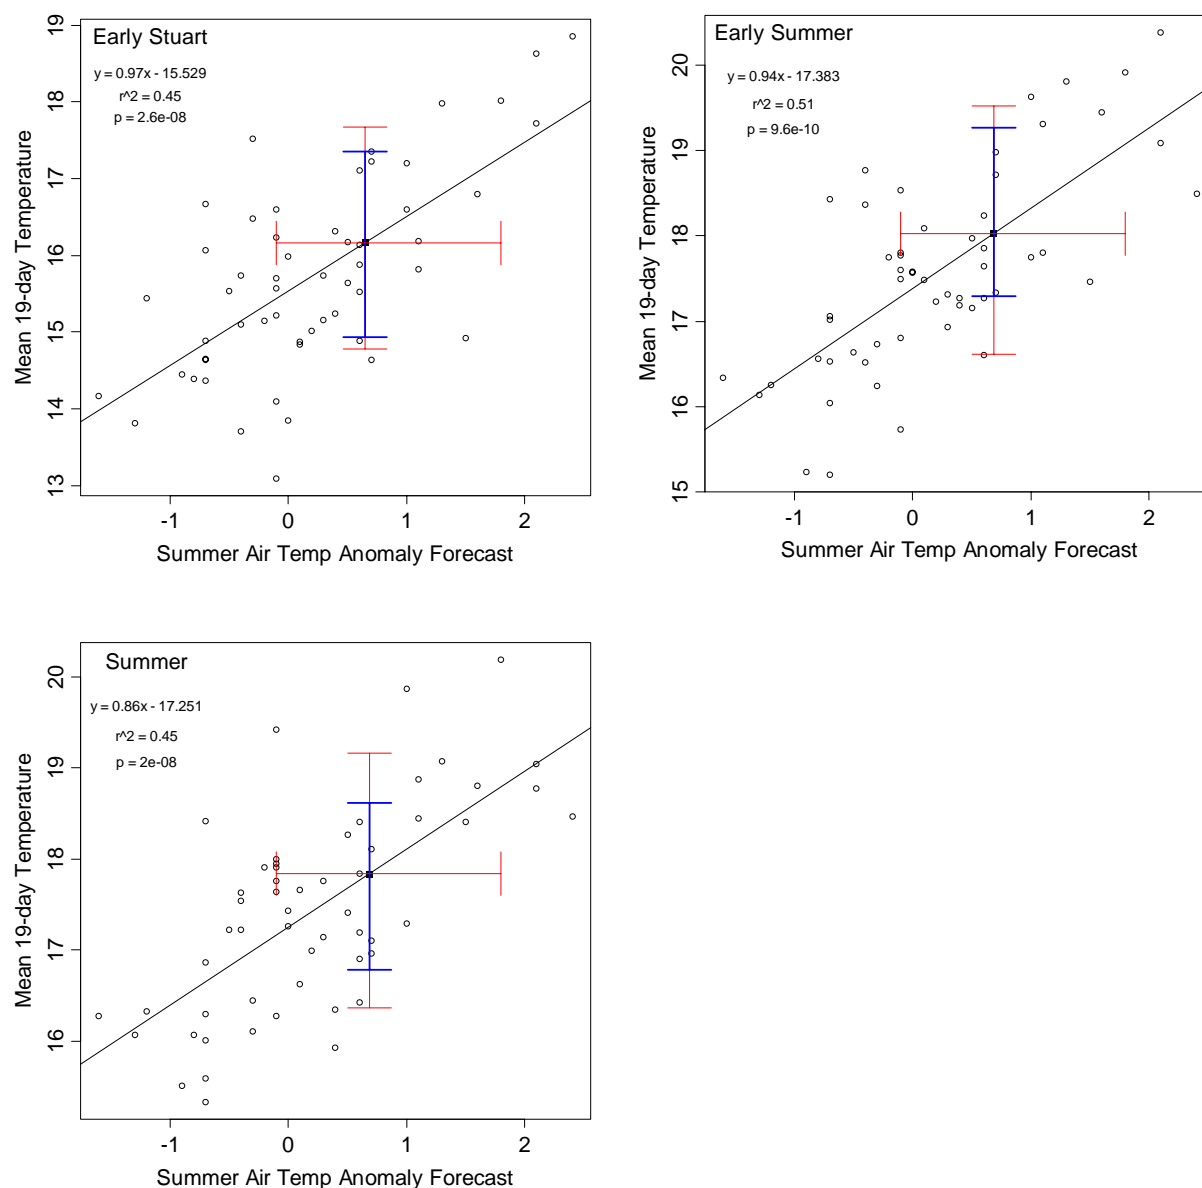 Early Stuart
y = 0.97x - 15.529
r^2 = 0.45
p = 2.6e-08
Mean 19-day Temperature
19
18
17
16
15
14
13
-1 0 1 2
Summer Air Temp Anomaly Forecast
Early Summer
y = 0.94x - 17.383
r^2 = 0.51
p = 9.6e-10
Mean 19-day Temperature
20
19
18
17
16
15
-1 0 1 2
Summer Air Temp Anomaly Forecast
Summer
y = 0.86x - 17.251
r^2 = 0.45
p = 2e-08
Mean 19-day Temperature
20
19
18
17
16
-1 0 1 2
Summer Air Temp Anomaly Forecast